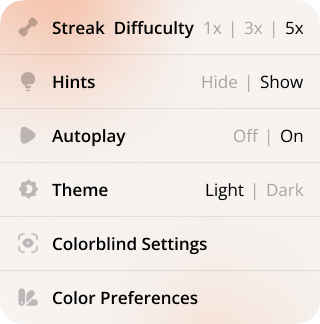 Streak Diffuculty 1x | 3x | 5x
Hints Hide | Show
Autoplay Off | On
Theme Light | Dark
Colorblind Settings
Color Preferences